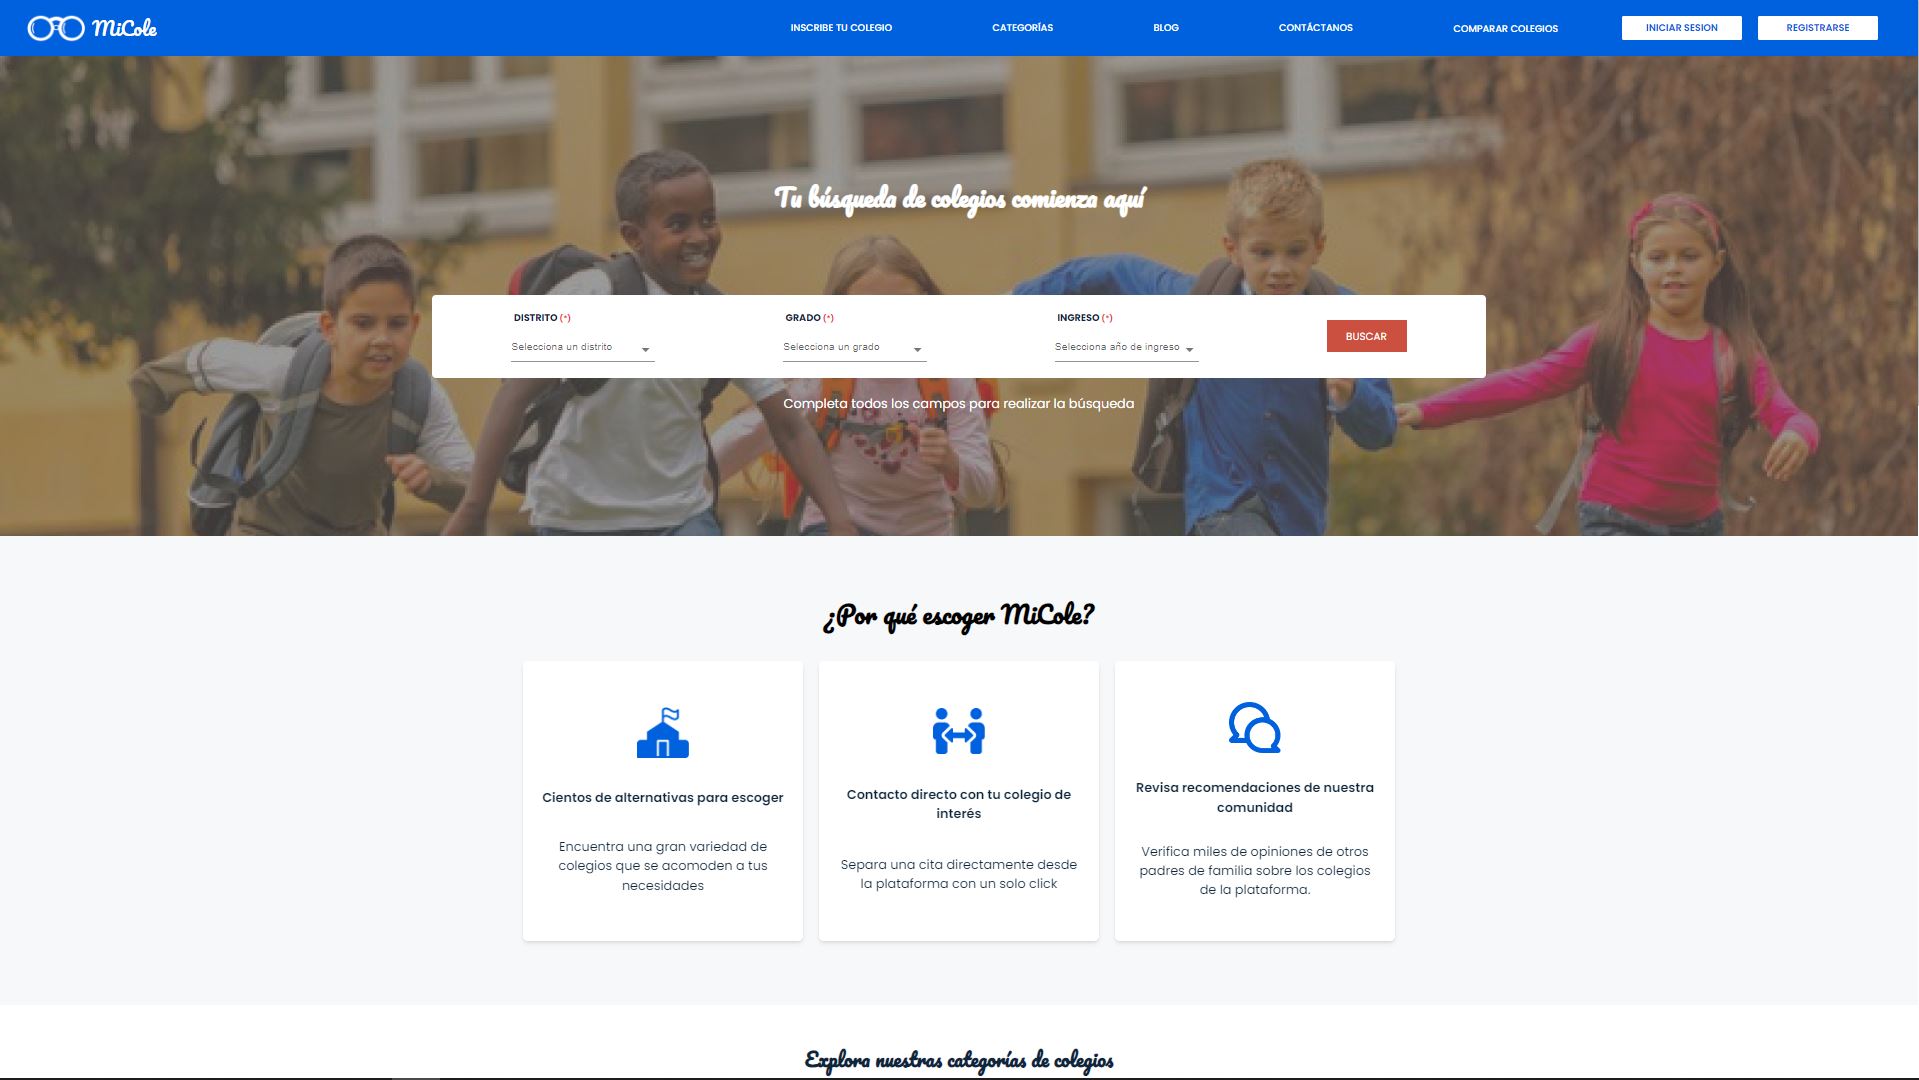 MiCole
INSCRIBE TU COLEGIO
CATEGORÍAS
BLOG
CONTÁCTANOS
COMPARAR COLEGIOS
INICIAR SESION
REGISTRARSE
Tu búsqueda de colegios comienza aquí
DISTRITO (*)
GRADO (*)
INGRESO (*)
Selecciona un distrito
Selecciona un grado
Selecciona año de ingreso
BUSCAR
Completa todos los campos para realizar la búsqueda
¿Por qué escoger MiCole?
Cientos de alternativas para escoger
Encuentra una gran variedad de
colegios que se acomoden a tus
necesidades
Contacto directo con tu colegio de
interés
Separa una cita directamente desde
la plataforma con un solo click
Revisa recomendaciones de nuestra
comunidad
Verifica miles de opiniones de otros
padres de familia sobre los colegios
de la plataforma.
Explora nuestras categorías de colegios